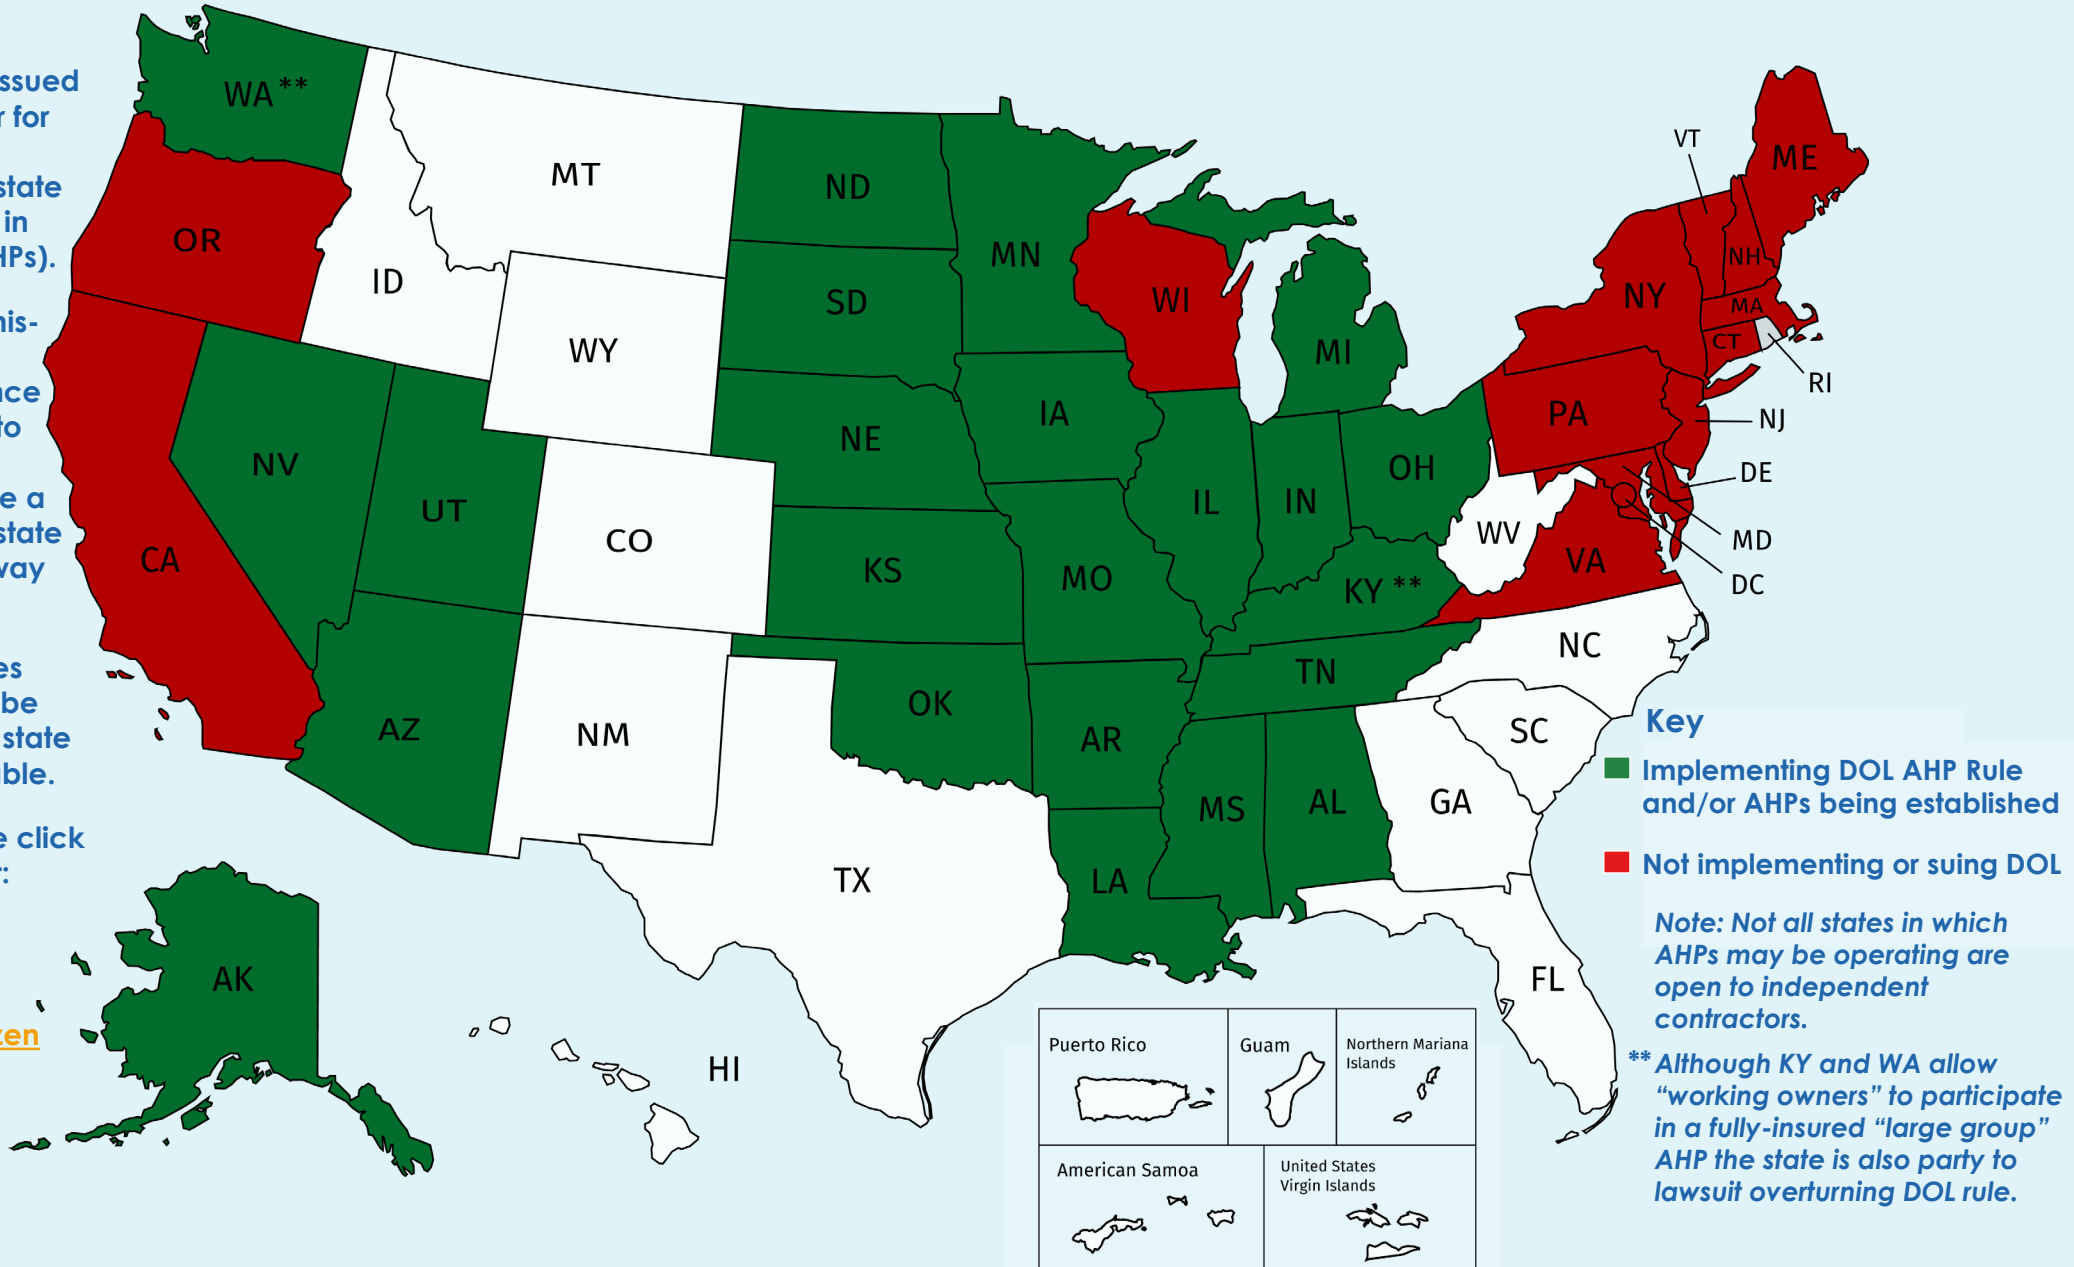 ssued
r for
state
in
HPs).
nis-
nce
to
e a
state
way
es
be
state
able.
e click
r:
zen
WA**
OR
CA
ID
NV
MT
WY
UT
CO
AZ
NM
ND
SD
NE
KS
OK
TX
MN
IA
MO
AR
LA
WI
IL
MI
IN
OH
KY**
TN
MS
AL
GA
FL
SC
NC
WV
VA
PA
NY
VT
NH
ME
MA
CT
RI
NJ
DE
MD
DC
AK
HI
Puerto Rico
Guam
Northern Mariana
Islands
American Samoa
United States
Virgin Islands
Key
Implementing DOL AHP Rule
and/or AHPs being established
Not implementing or suing DOL
Note: Not all states in which
AHPs may be operating are
open to independent
contractors.
**Although KY and WA allow
“working owners” to participate
in a fully-insured “large group”
AHP the state is also party to
lawsuit overturning DOL rule.